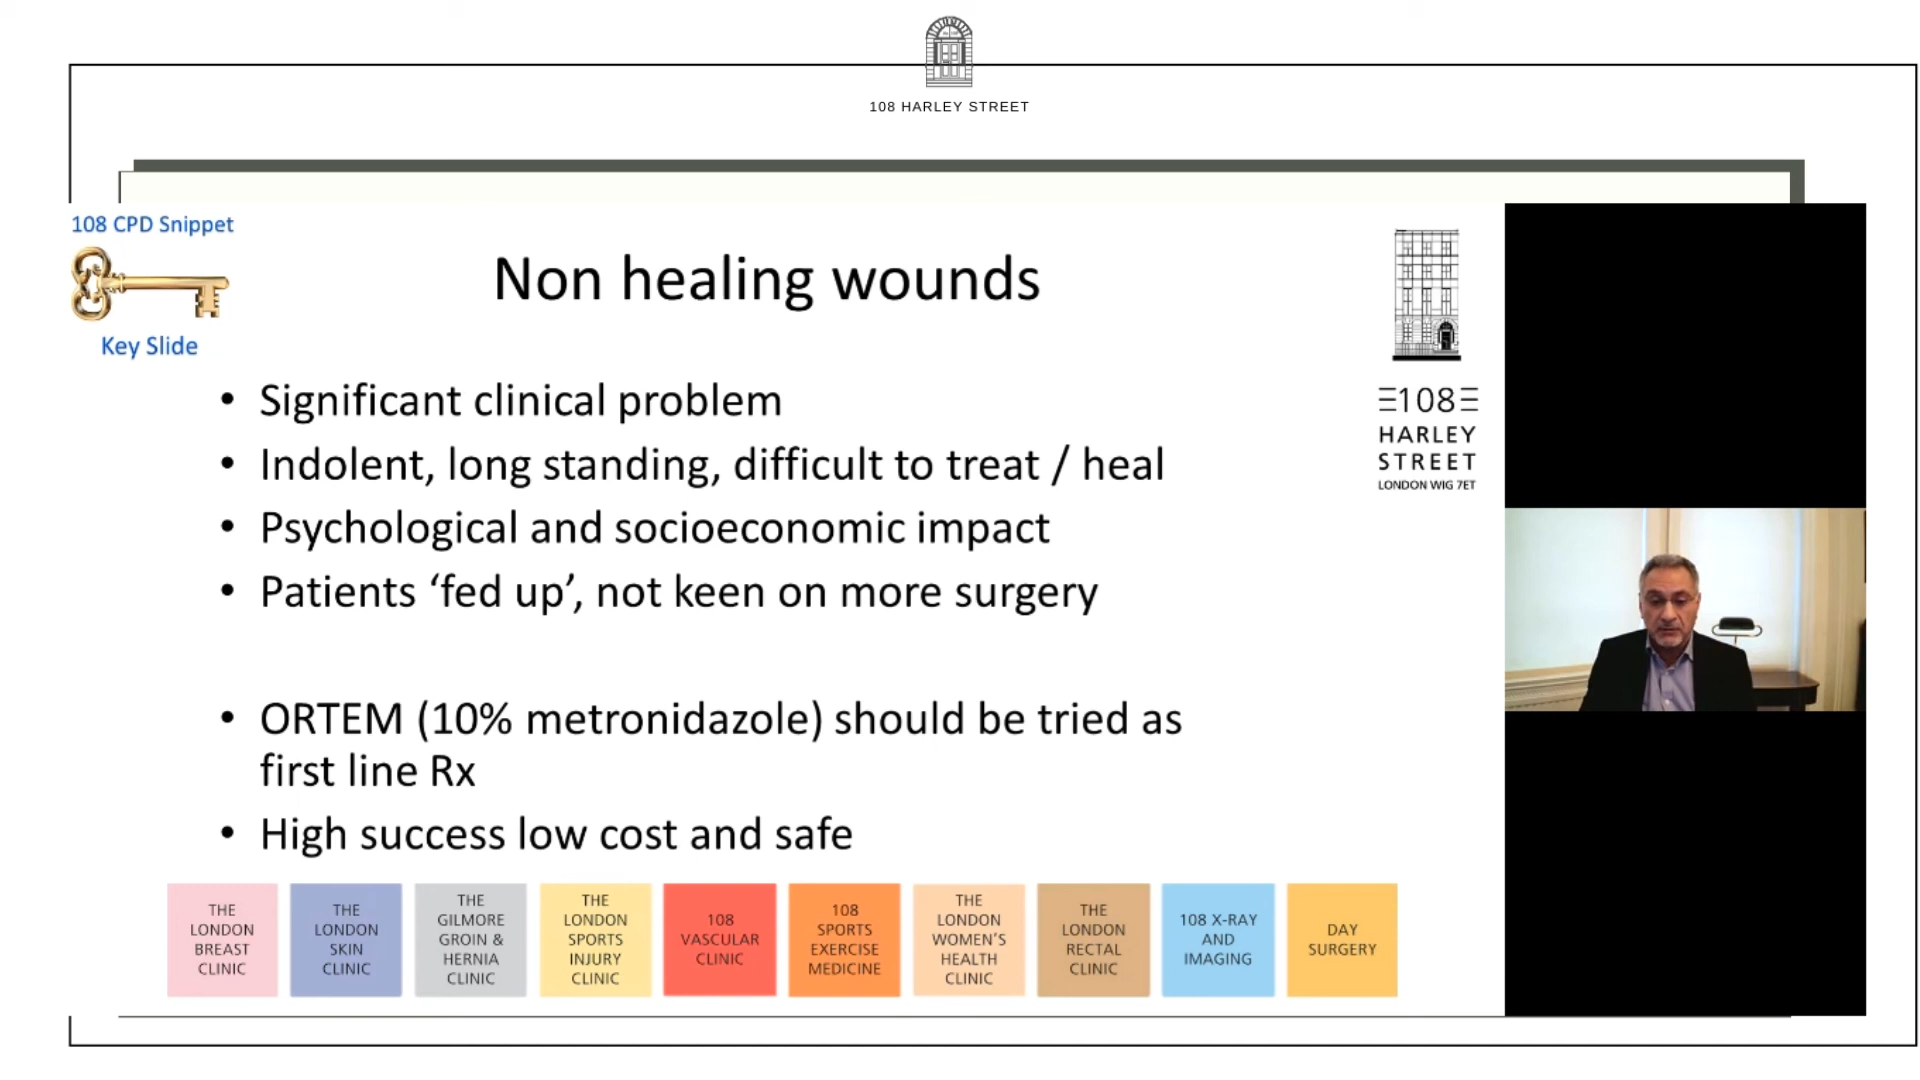 108 HARLEY STREET
108 CPD Snippet
Key Slide
Non healing wounds
• Significant clinical problem
• Indolent, long standing, difficult to treat / heal
• Psychological and socioeconomic impact
• Patients ‘fed up’, not keen on more surgery
• ORTEM (10% metronidazole) should be tried as
first line Rx
• High success low cost and safe
108
HARLEY
STREET
LONDON WIG 7ET
THE
LONDON
BREAST
CLINIC
THE
LONDON
SKIN
CLINIC
THE
GILMORE
GROIN &
HERNIA
CLINIC
THE
LONDON
SPORTS
INJURY
CLINIC
108
VASCULAR
CLINIC
108
SPORTS
EXERCISE
MEDICINE
THE
LONDON
WOMEN'S
HEALTH
CLINIC
THE
LONDON
RECTAL
CLINIC
108 X-RAY
AND
IMAGING
DAY
SURGERY